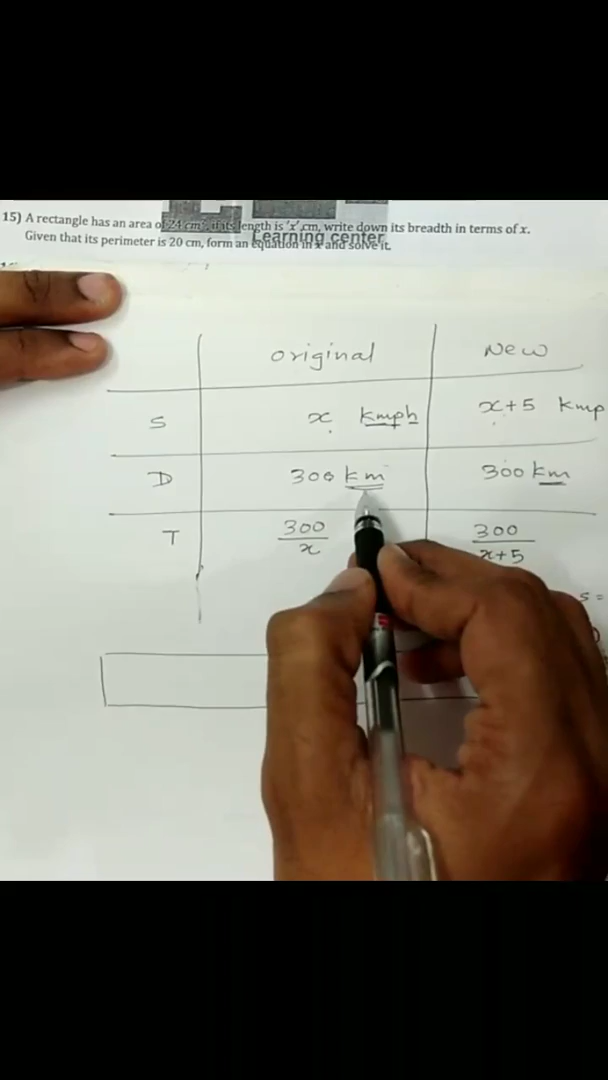 15) A rectangle has an area of 24 cm², if its length is 'x' cm, write down its breadth in terms of x.
Given that its perimeter is 20 cm, form an equation in x and solve it.
Learning center
original New
S x kmph x+5 kmp
D 300 km 300 km
T 300/x 300/x+5
S =